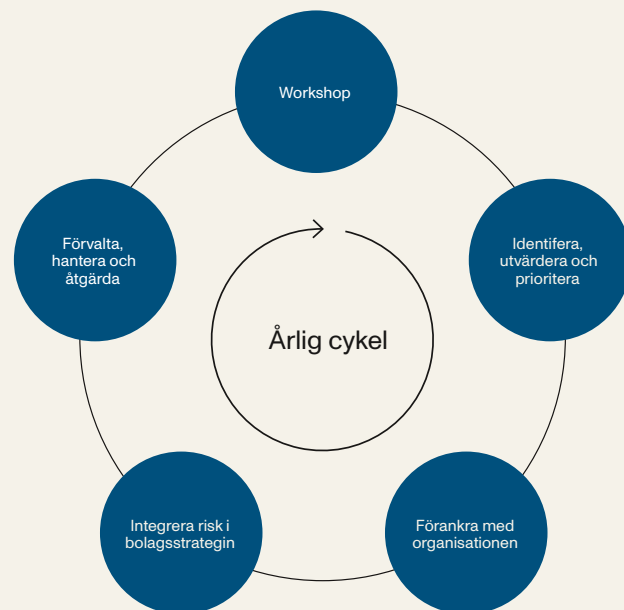 Workshop
Identifera,
utvärdera och
prioritera
Förankra med
organisationen
Integrera risk i
bolagsstrategin
Förvalta,
hantera och
åtgärda
Årlig cykel